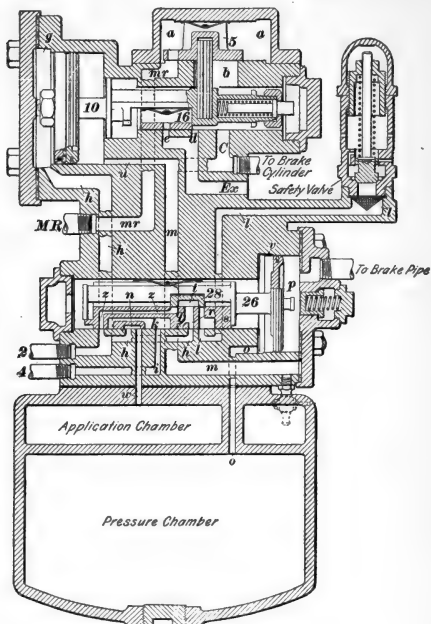 g
a
5
a
mr
b
10
16
e
d
C
To Brake
Cylinder
Safety Valve
u
Ex
h
MR
mr
l
l
h
m
v
To Brake Pipe
i
p
z
n
z
28
26
k
q
r
s
2
h
h
l
o
4
i
m
w
Application Chamber
o
Pressure Chamber